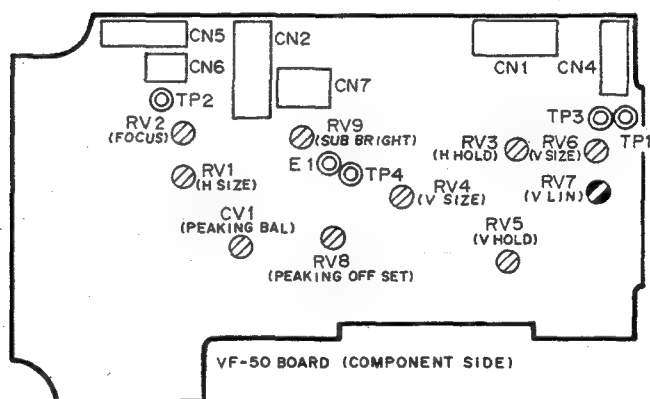 CN5
CN2
CN6
CN1
CN4
CN7
TP2
TP3
TP1
RV2
(FOCUS)
RV9
(SUB BRIGHT)
RV3
(H HOLD)
RV6
(V SIZE)
E1
TP4
RV1
(H SIZE)
RV4
(V SIZE)
RV7
(V LIN)
CV1
(PEAKING BAL)
RV5
(V HOLD)
RV8
(PEAKING OFF SET)
VF-50 BOARD (COMPONENT SIDE)